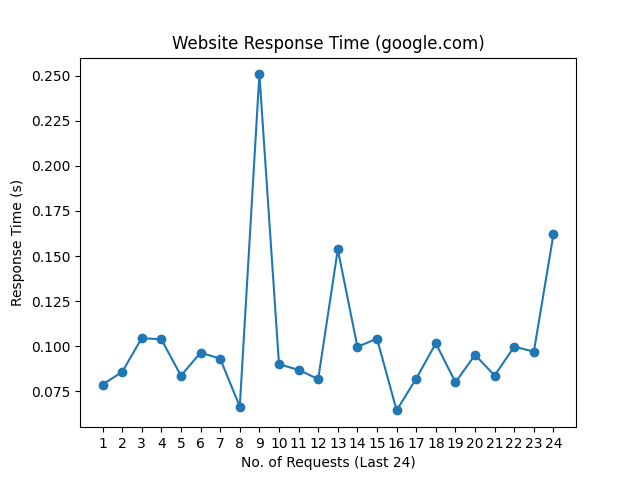 Website Response Time (google.com)
0.250
0.225
0.200
0.175
0.150
0.125
0.100
0.075
Response Time (s)
1 2 3 4 5 6 7 8 9 10 11 12 13 14 15 16 17 18 19 20 21 22 23 24
No. of Requests (Last 24)